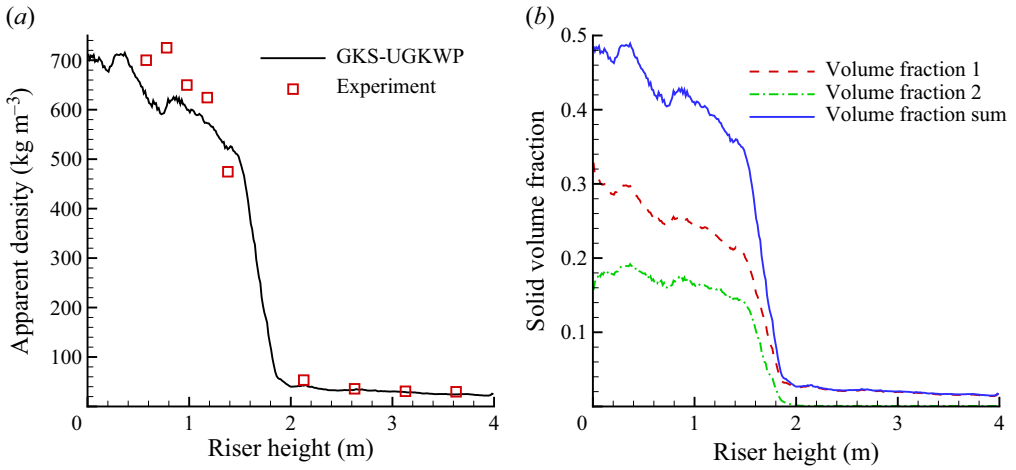 (a)
Apparent density (kg m⁻³)
700
600
500
400
300
200
100
0
1
2
3
4
Riser height (m)
GKS-UGKWP
Experiment
(b)
Solid volume fraction
0.5
0.4
0.3
0.2
0.1
0
1
2
3
4
Riser height (m)
Volume fraction 1
Volume fraction 2
Volume fraction sum